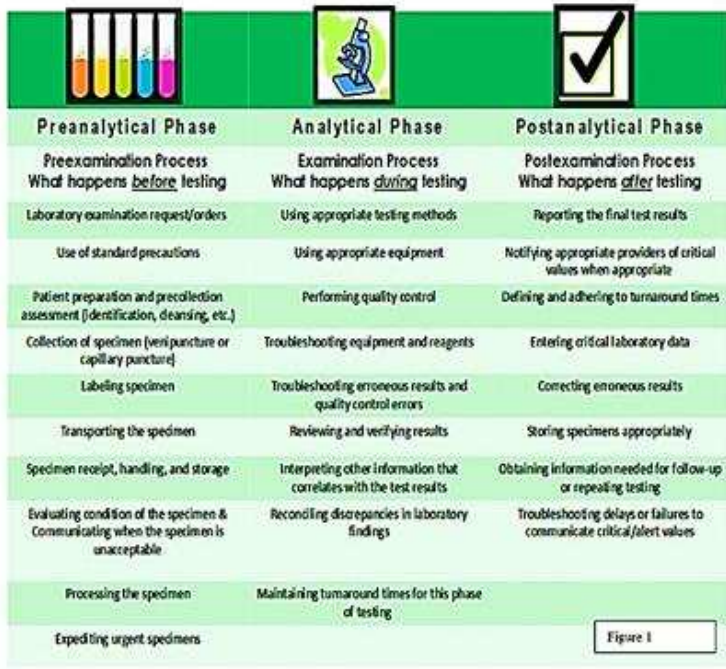 Preanalytical Phase
Analytical Phase
Postanalytical Phase
Preexamination Process
What happens before testing
Examination Process
What happens during testing
Postexamination Process
What happens after testing
Laboratory examination request/orders
Using appropriate testing methods
Reporting the final test results
Use of standard precautions
Using appropriate equipment
Notifying appropriate providers of critical
values when appropriate
Patient preparation and precollection
assessment (identification, cleansing, etc.)
Performing quality control
Defining and adhering to turnaround times
Collection of specimen (venipuncture or
capillary puncture)
Troubleshooting equipment and reagents
Entering critical laboratory data
Labeling specimen
Troubleshooting erroneous results and
quality control errors
Correcting erroneous results
Transporting the specimen
Reviewing and verifying results
Storing specimens appropriately
Specimen receipt, handling, and storage
Interpreting other information that
correlates with the test results
Obtaining information needed for follow-up
or repeating testing
Evaluating condition of the specimen &
Communicating when the specimen is
unacceptable
Reconciling discrepancies in laboratory
findings
Troubleshooting delays or failures to
communicate critical/alert values
Processing the specimen
Maintaining turnaround times for this phase
of testing
Expediting urgent specimens
Figure 1